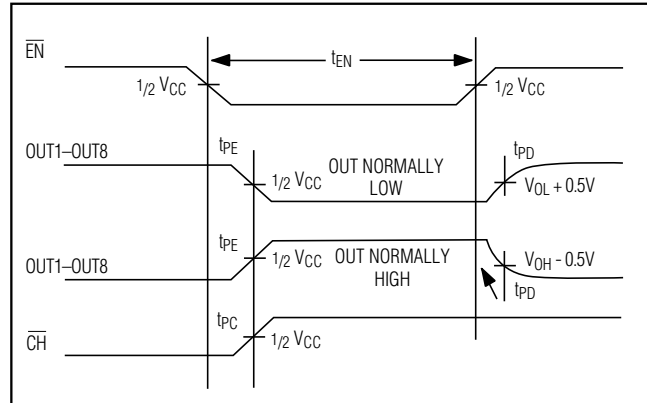 EN
tEN
1/2 VCC
1/2 VCC
OUT1–OUT8
tPE
1/2 VCC
OUT NORMALLY
LOW
tPD
VOL + 0.5V
OUT1–OUT8
tPE
1/2 VCC
OUT NORMALLY
HIGH
VOH - 0.5V
tPD
CH
tPC
1/2 VCC